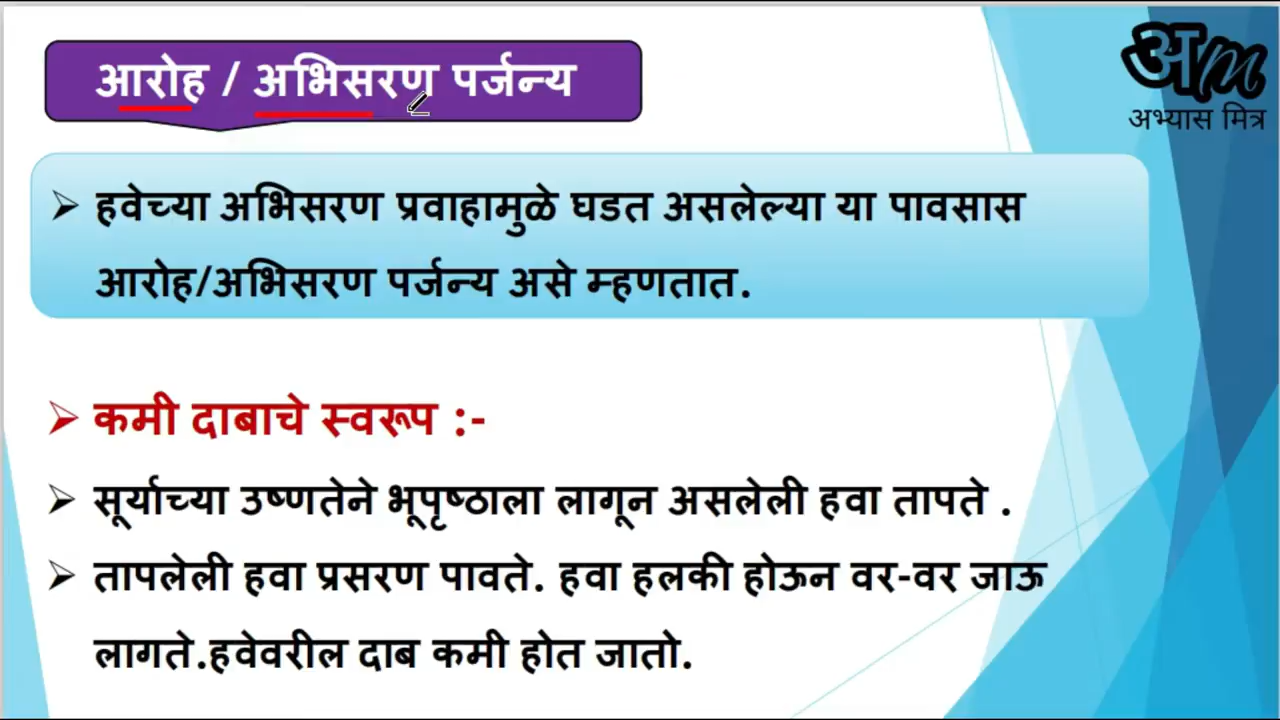 आरोह / अभिसरण पर्जन्य
अm
अभ्यास मित्र
हवेच्या अभिसरण प्रवाहामुळे घडत असलेल्या या पावसास
आरोह/अभिसरण पर्जन्य असे म्हणतात.
कमी दाबाचे स्वरूप :-
सूर्याच्या उष्णतेने भूपृष्ठाला लागून असलेली हवा तापते .
तापलेली हवा प्रसरण पावते. हवा हलकी होऊन वर-वर जाऊ
लागते.हवेवरील दाब कमी होत जातो.